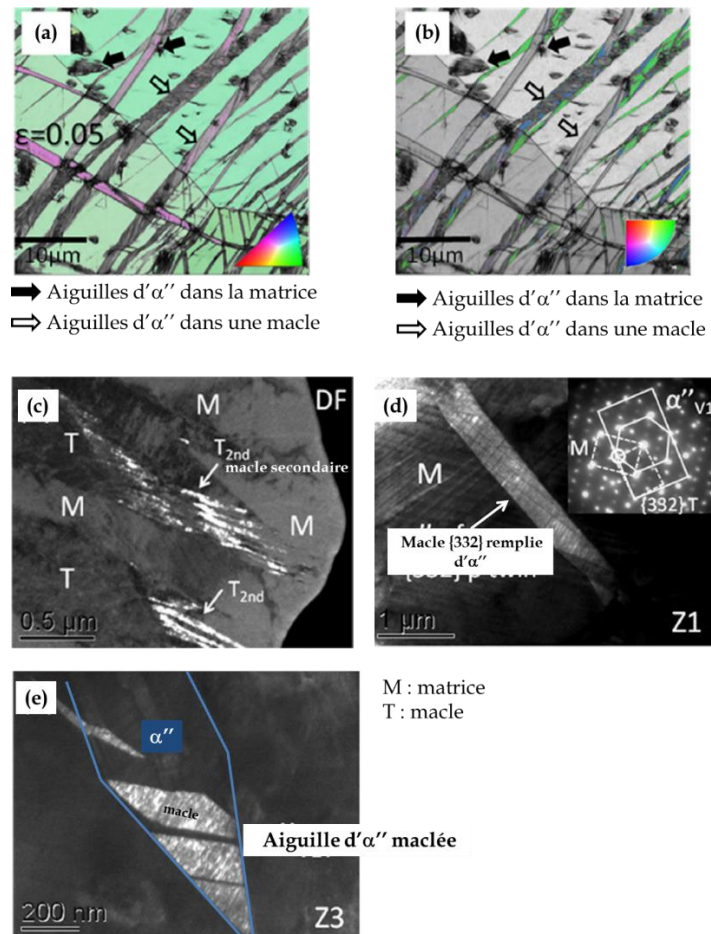 (a)
ε=0.05
10µm
(b)
10µm
Aiguilles d'α'' dans la matrice
Aiguilles d'α'' dans une macle
Aiguilles d'α'' dans la matrice
Aiguilles d'α'' dans une macle
(c)
M
DF
T
T2nd
macle secondaire
M
M
T
T2nd
0.5 µm
(d)
α''V1
M
{332} T
M
Macle {332} remplie
d'α''
1 µm
Z1
(e)
α''
macle
Aiguille d'α'' maclée
200 nm
Z3
M : matrice
T : macle